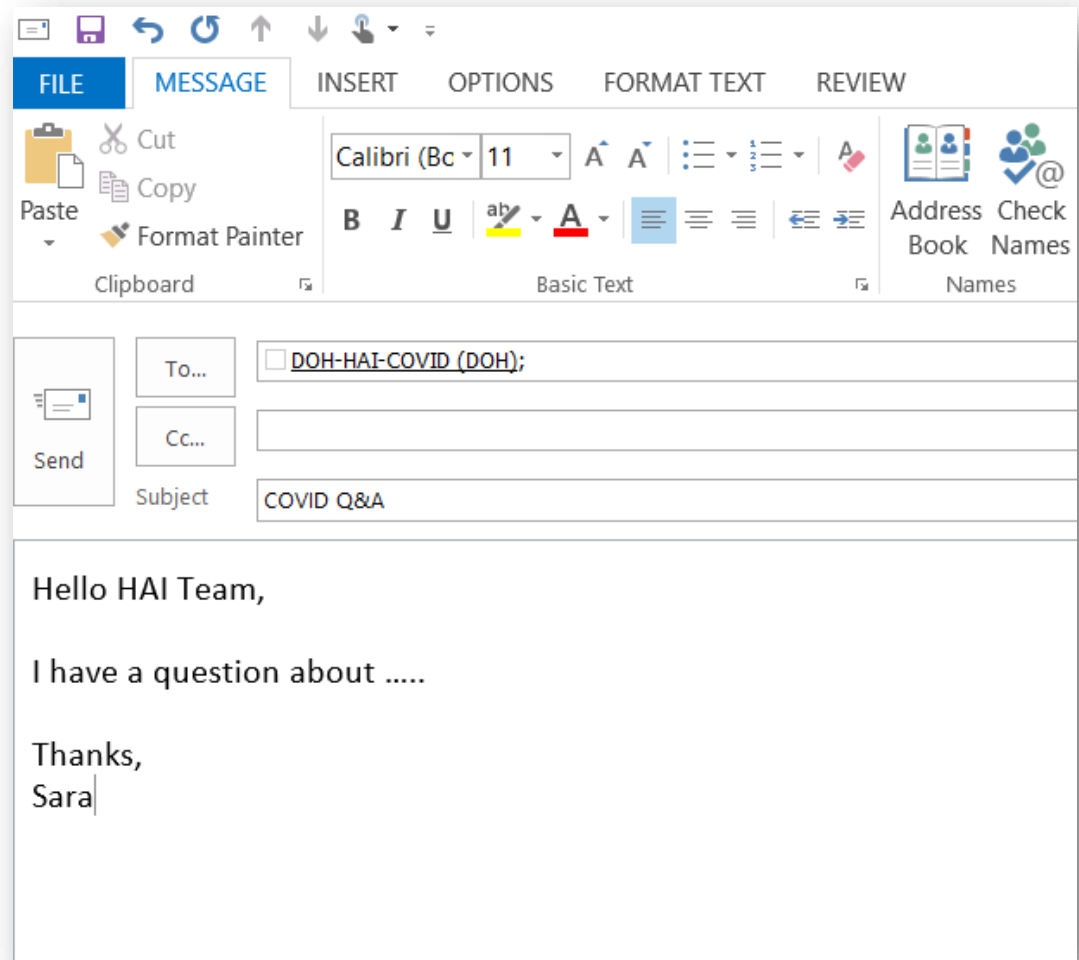 FILE MESSAGE INSERT OPTIONS FORMAT TEXT REVIEW
Cut
Copy
Paste
Format Painter
Clipboard
Calibri (Bc 11
B I U ab A
Basic Text
Address Book
Check Names
Names
Send
To... DOH-HAI-COVID (DOH);
Cc...
Subject COVID Q&A
Hello HAI Team,
I have a question about .....
Thanks,
Sara